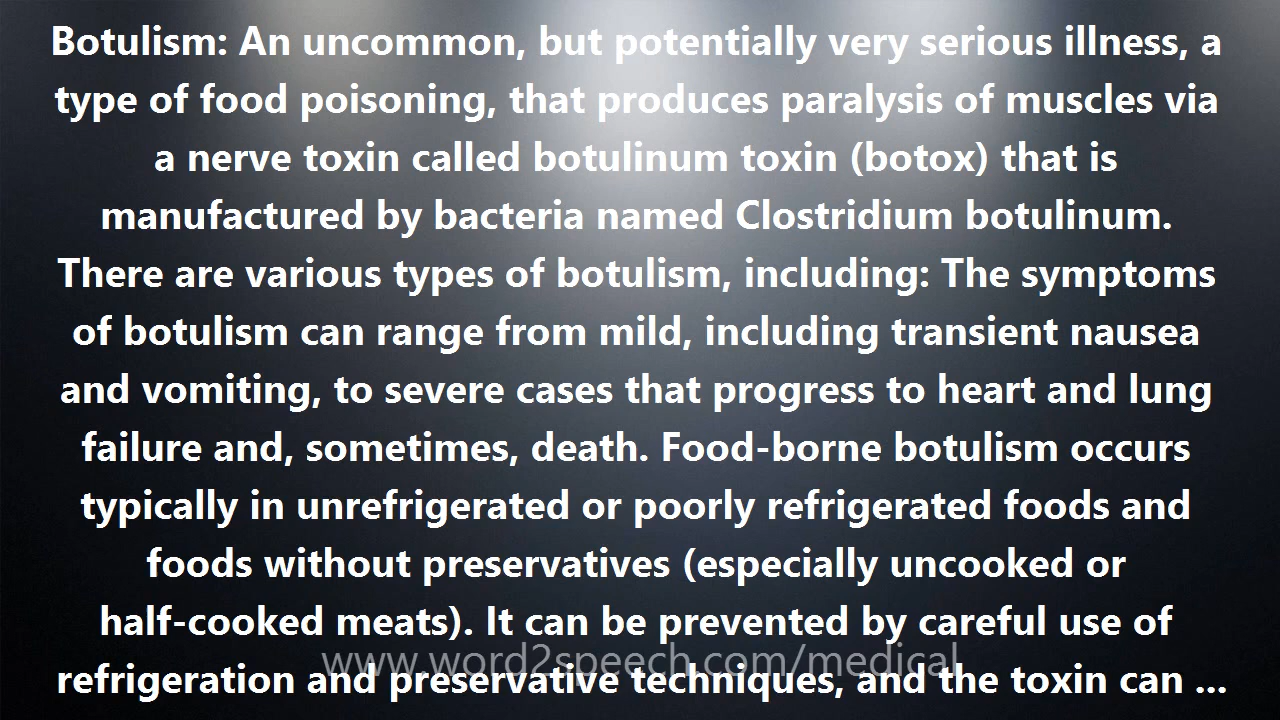 Botulism: An uncommon, but potentially very serious illness, a
type of food poisoning, that produces paralysis of muscles via
a nerve toxin called botulinum toxin (botox) that is
manufactured by bacteria named Clostridium botulinum.
There are various types of botulism, including: The symptoms
of botulism can range from mild, including transient nausea
and vomiting, to severe cases that progress to heart and lung
failure and, sometimes, death. Food-borne botulism occurs
typically in unrefrigerated or poorly refrigerated foods and
foods without preservatives (especially uncooked or
half-cooked meats). It can be prevented by careful use of
www.word2speech.com/medical
refrigeration and preservative techniques, and the toxin can ...